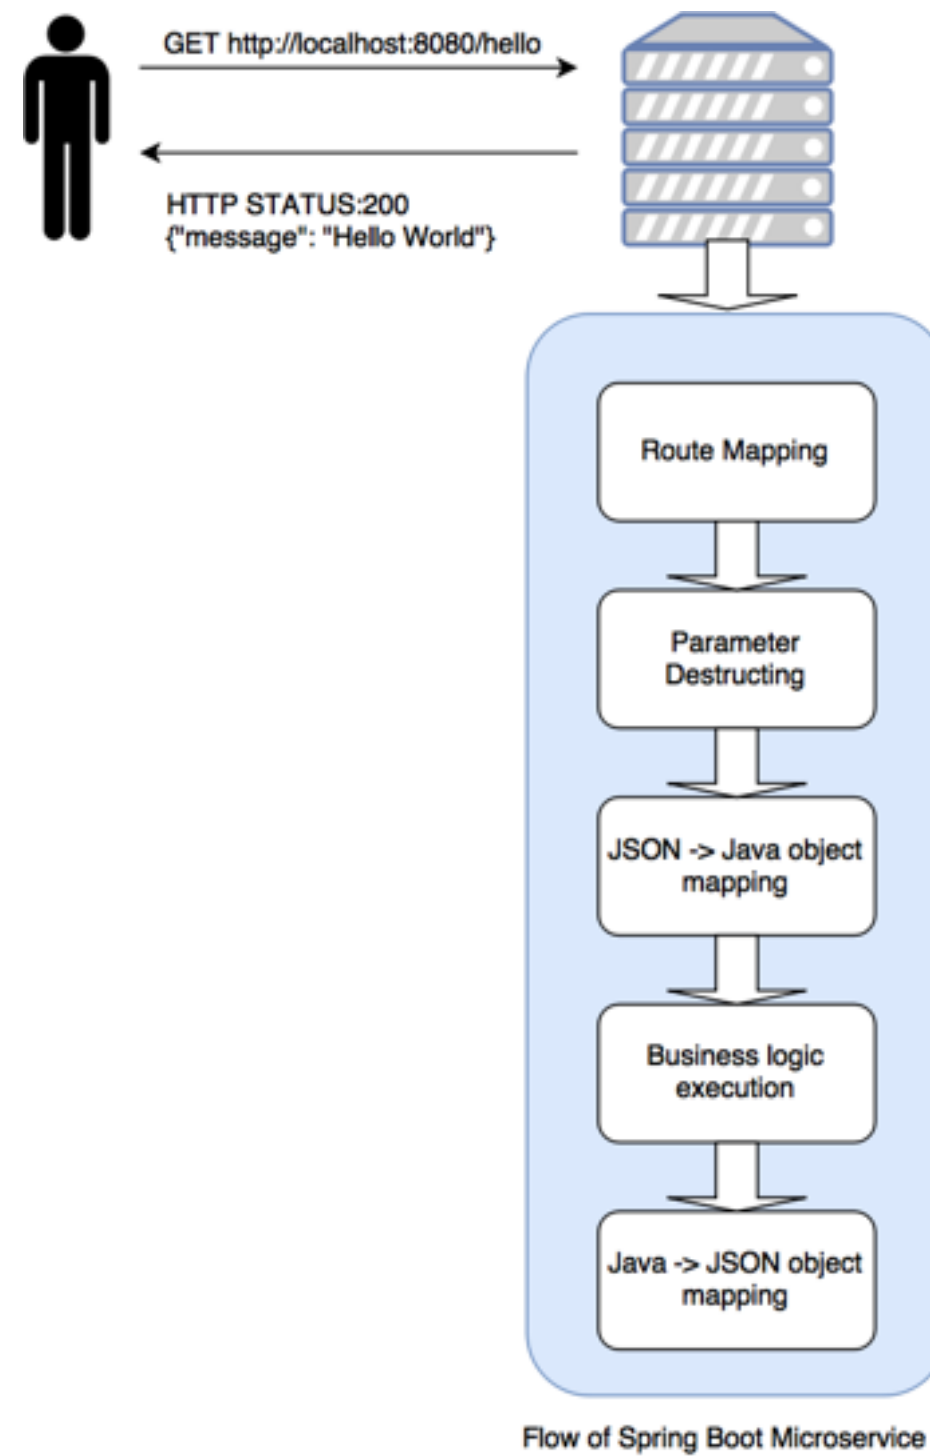 GET http://localhost:8080/hello
HTTP STATUS:200
{"message": "Hello World"}
Route Mapping
Parameter
Destructing
JSON -> Java object
mapping
Business logic
execution
Java -> JSON object
mapping
Flow of Spring Boot Microservice